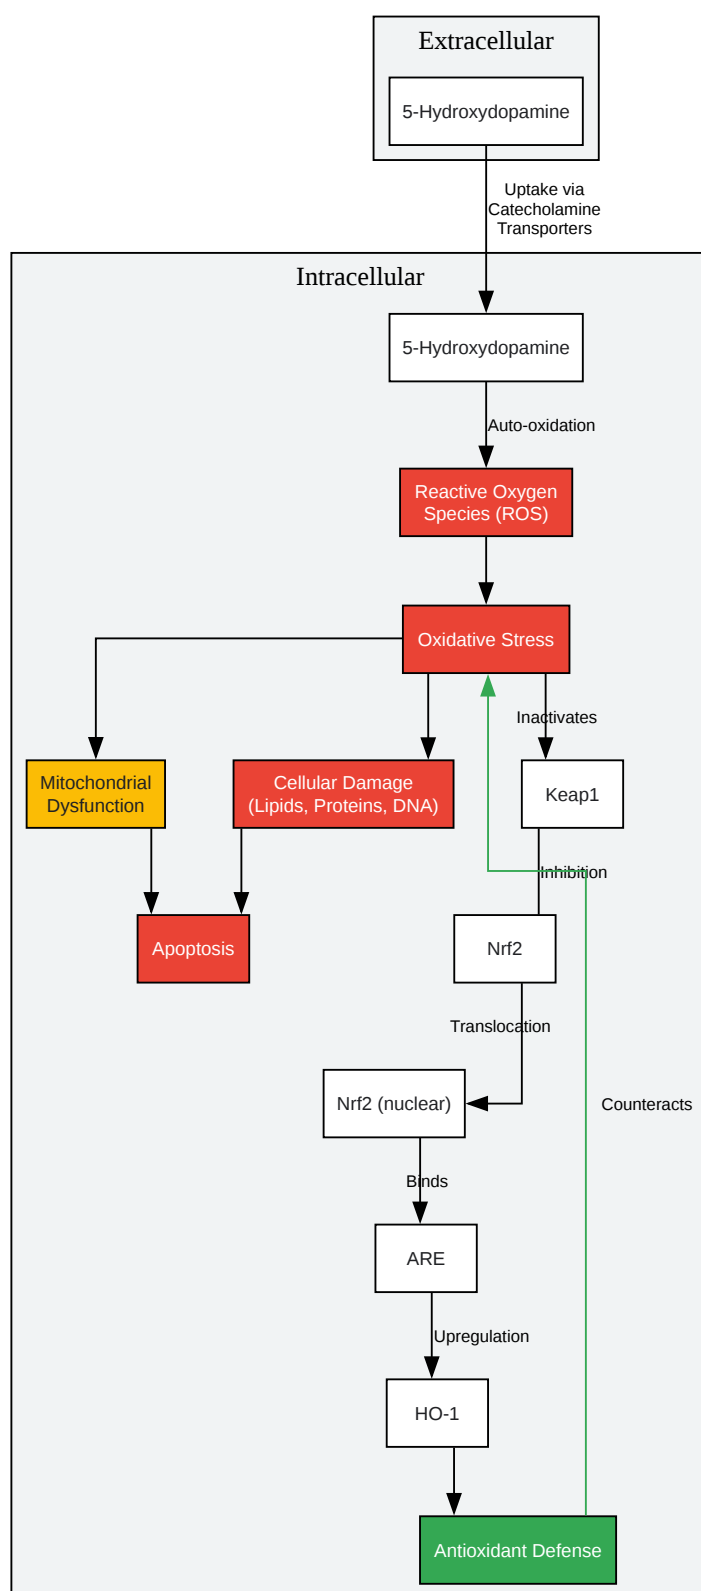 Extracellular
5-Hydroxydopamine
Uptake via
Catecholamine
Transporters
Intracellular
5-Hydroxydopamine
Auto-oxidation
Reactive Oxygen
Species (ROS)
Oxidative Stress
Inactivates
Mitochondrial
Dysfunction
Cellular Damage
(Lipids, Proteins, DNA)
Keap1
Inhibition
Apoptosis
Nrf2
Translocation
Nrf2 (nuclear)
Counteracts
Binds
ARE
Upregulation
HO-1
Antioxidant Defense